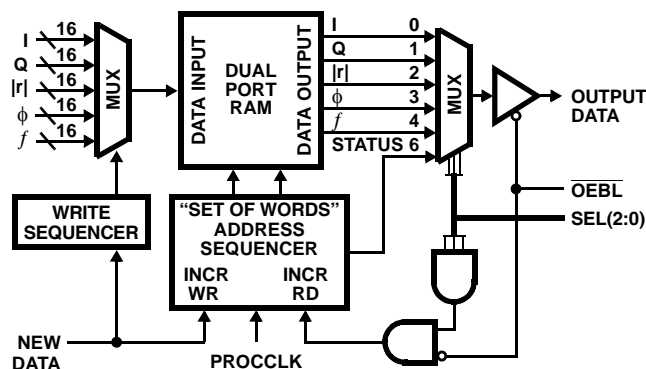 I 16
Q 16
|r| 16
ϕ 16
f 16
MUX
WRITE
SEQUENCER
DATA INPUT
DUAL
PORT
RAM
DATA OUTPUT
I 0
Q 1
|r| 2
ϕ 3
f 4
STATUS 6
MUX
OUTPUT
DATA
OEBL
SEL(2:0)
“SET OF WORDS”
ADDRESS
SEQUENCER
INCR
WR
INCR
RD
NEW
DATA
PROCCLK